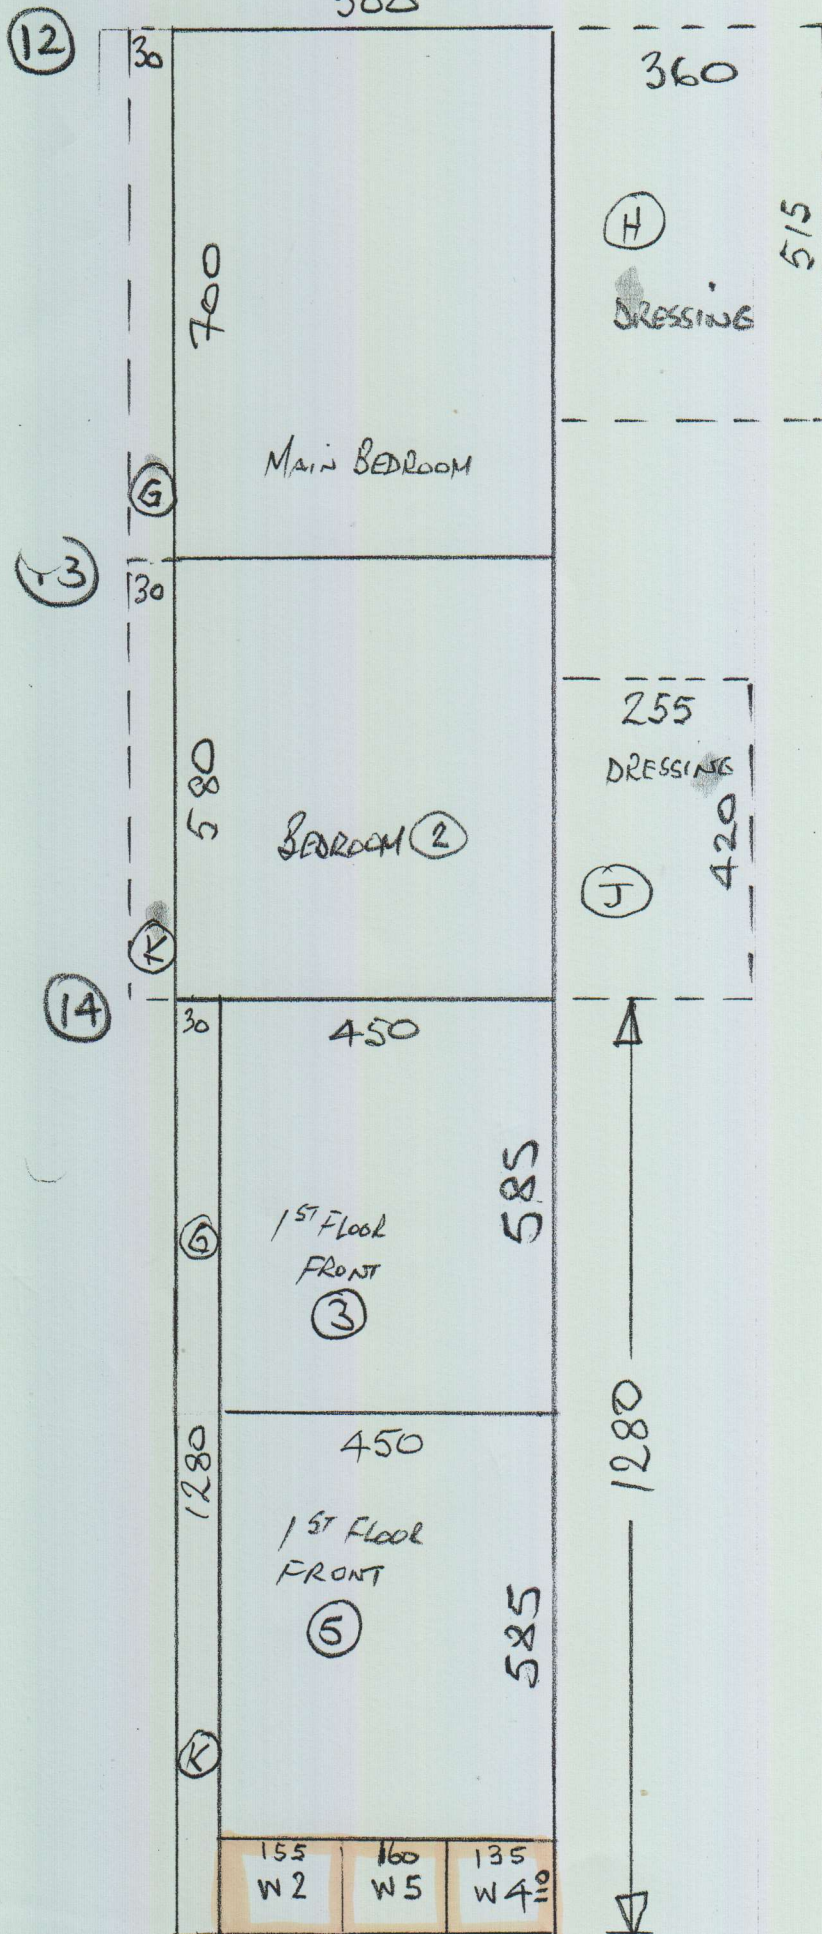 12
30
360
H
515
700
DRESSING
MAIN BEDROOM
G
3
30
255
DRESSING
580
420
BEDROOM 2
J
K
14
30
450
585
1ST FLOOR
G
FRONT
3
1280
450
1280
1ST FLOOR
FRONT
5
585
K
155
160
135
W2
W5
W4